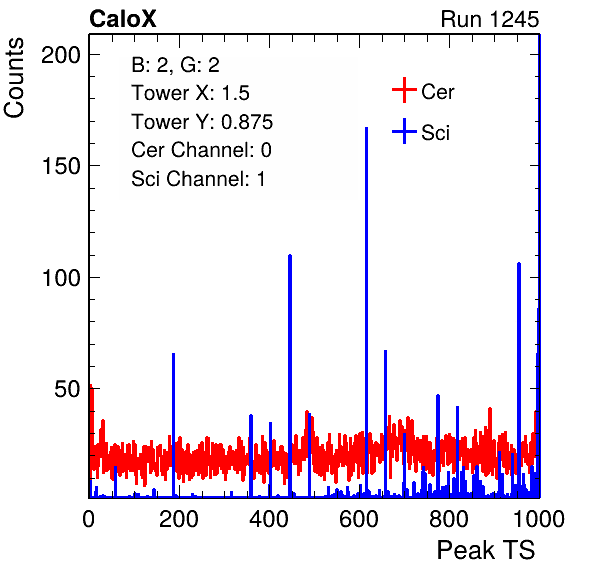 CaloX Run 1245
Counts
200
150
100
50
B: 2, G: 2
Tower X: 1.5
Tower Y: 0.875
Cer Channel: 0
Sci Channel: 1
Cer
Sci
0 200 400 600 800 1000
Peak TS